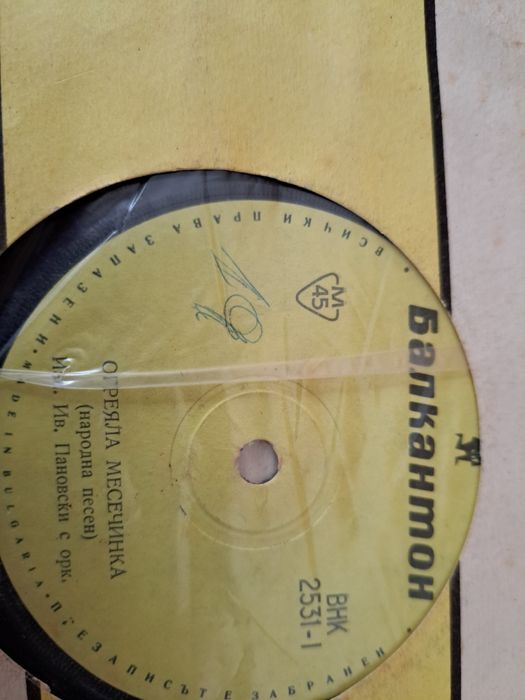 Балкантон
М
45
ВНК
2531-I
ОГРЕЯЛА МЕСЕЧИНКА
(народна песен)
Изп. Ив. Пановски с орк.
• ВСИЧКИ ПРАВА ЗАПАЗЕНИ • MADE IN BULGARIA • ПРЕЗАПИСЪТ Е ЗАБРАНЕН •